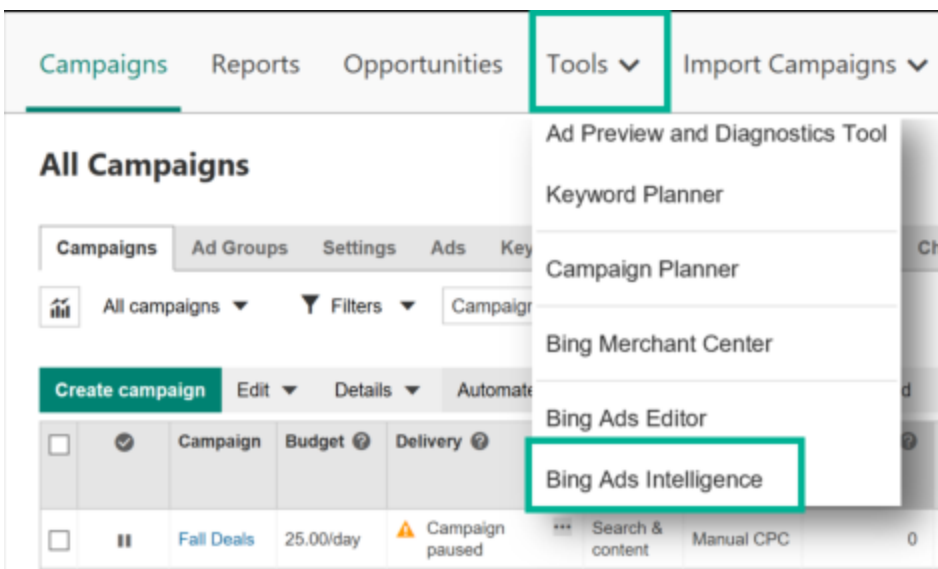 Campaigns Reports Opportunities Tools Import Campaigns
Ad Preview and Diagnostics Tool
All Campaigns
Keyword Planner
Campaigns Ad Groups Settings Ads
Campaign Planner
All campaigns Filters
Bing Merchant Center
Create campaign Edit Details
Bing Ads Editor
Campaign Budget Delivery
Bing Ads Intelligence
Fall Deals 25.00/day Campaign paused Search & content Manual CPC 0